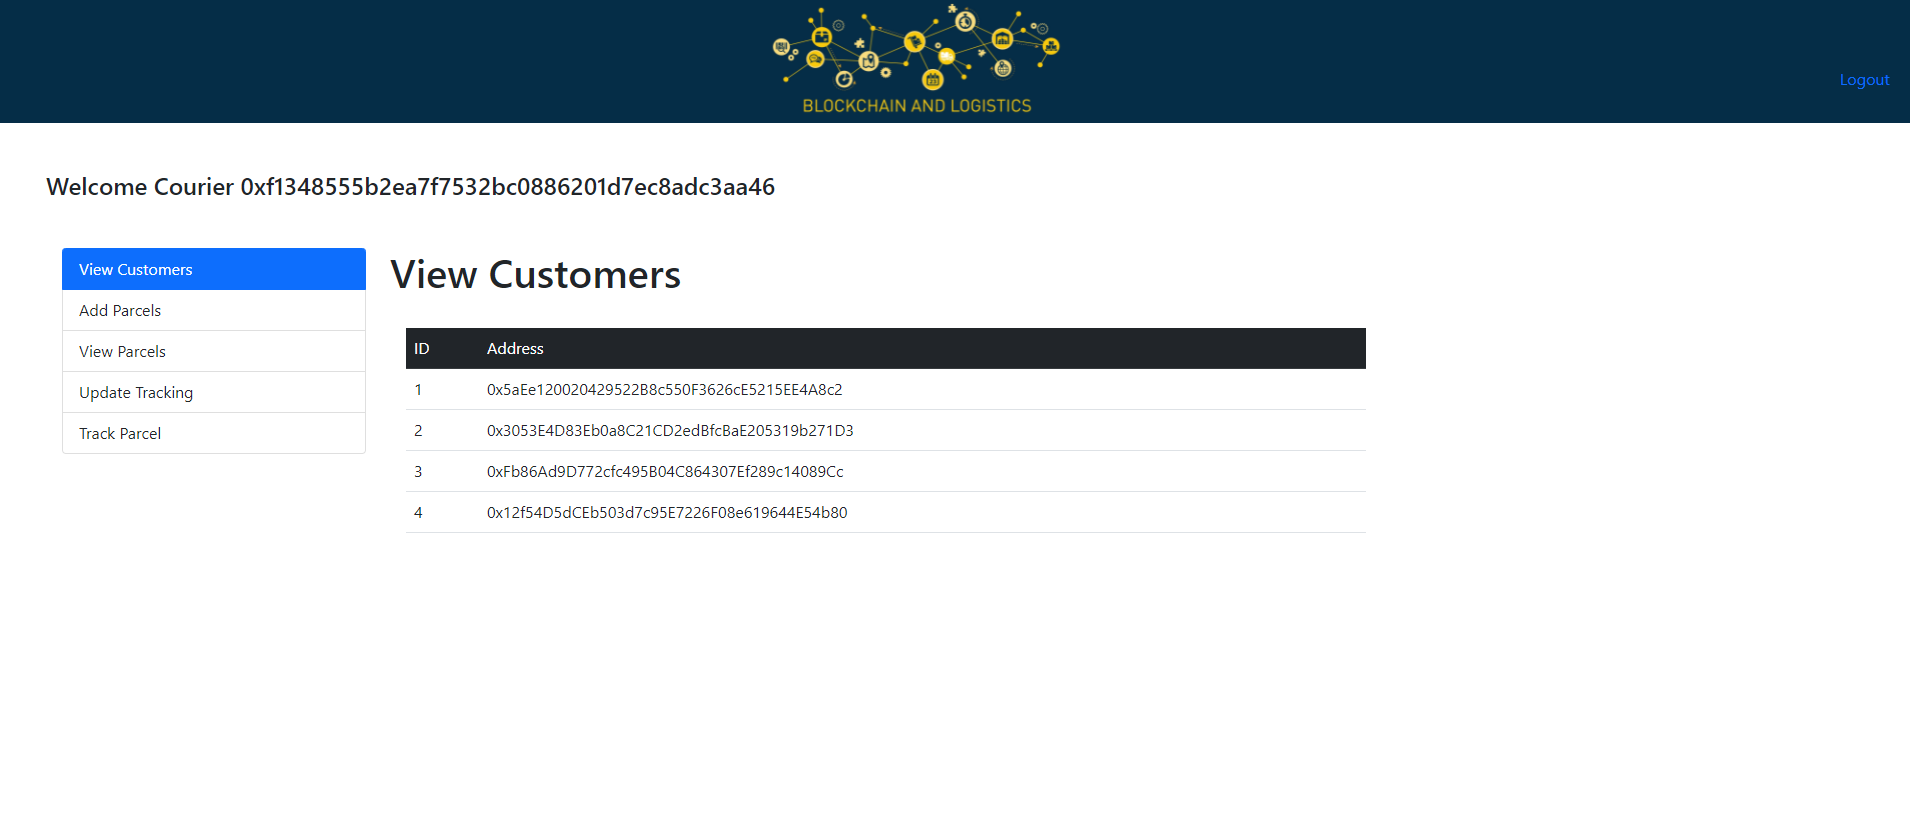 BLOCKCHAIN AND LOGISTICS
Logout
Welcome Courier 0xf1348555b2ea7f7532bc0886201d7ec8adc3aa46
View Customers
Add Parcels
View Parcels
Update Tracking
Track Parcel
View Customers
ID Address
1 0x5aEe120020429522B8c550F3626cE5215EE4A8c2
2 0x3053E4D83Eb0a8C21CD2edBfcBaE205319b271D3
3 0xFb86Ad9D772cfc495B04C864307Ef289c14089Cc
4 0x12f54D5dCEb503d7c95E7226F08e619644E54b80